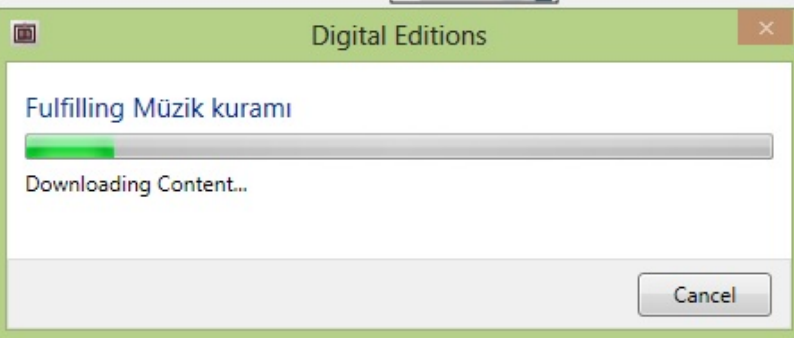 Digital Editions
Fulfilling Müzik kuramı
Downloading Content...
Cancel